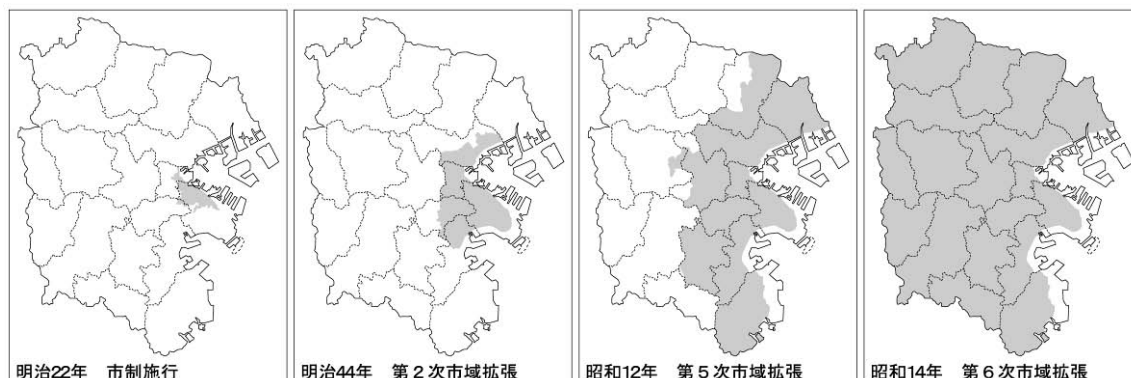 明治22年　市制施行
明治44年　第２次市域拡張
昭和12年　第５次市域拡張
昭和14年　第６次市域拡張